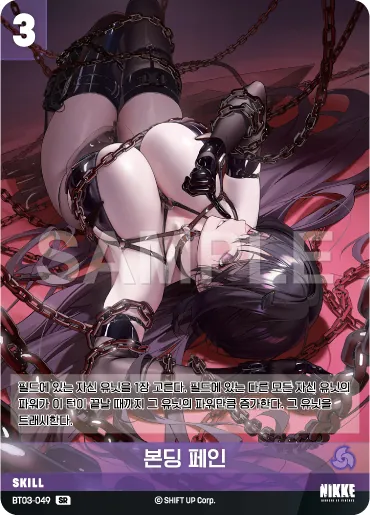 3
SAMPLE
필드에 있는 자신 유닛을 1장 고른다. 필드에 있는 다른 모든 자신 유닛의
파워가 이 턴이 끝날 때까지 그 유닛의 파워만큼 증가한다. 그 유닛을
트래시한다.
본딩 페인
SKILL
BT03-049 SR
© SHIFT UP Corp.
NIKKE